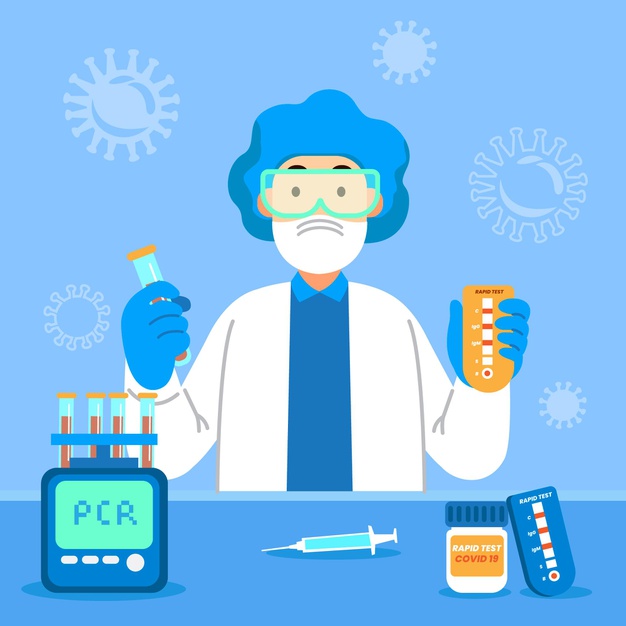 RAPID TEST
C
IgG
IgM
S
PCR
RAPID TEST
COVID 19
RAPID TEST
C
IgG
IgM
S